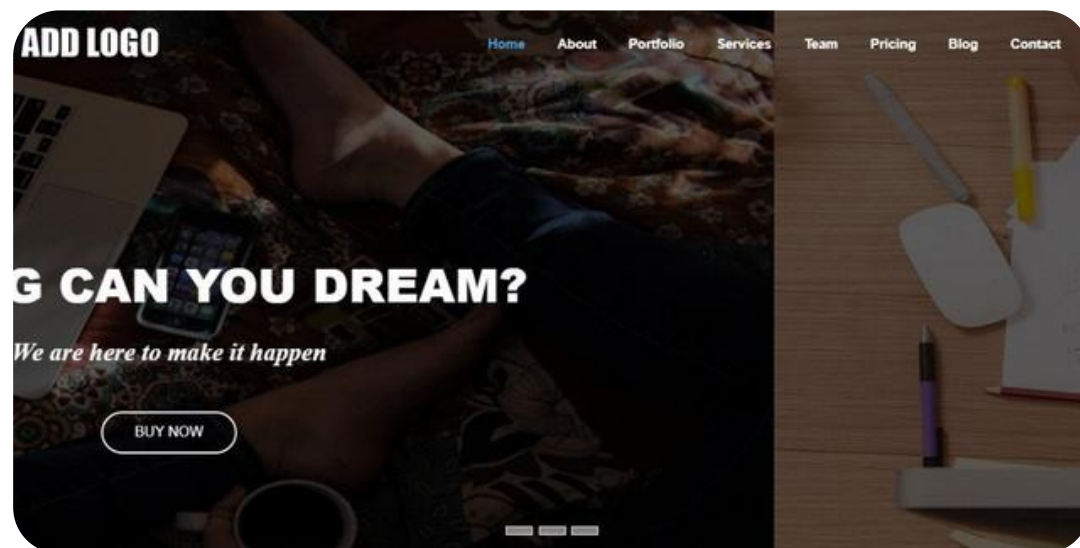 ADD LOGO
Home About Portfolio Services Team Pricing Blog Contact
G CAN YOU DREAM?
We are here to make it happen
BUY NOW